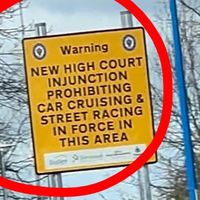 Warning
NEW HIGH COURT
INJUNCTION
PROHIBITING
CAR CRUISING &
STREET RACING
IN FORCE IN
THIS AREA